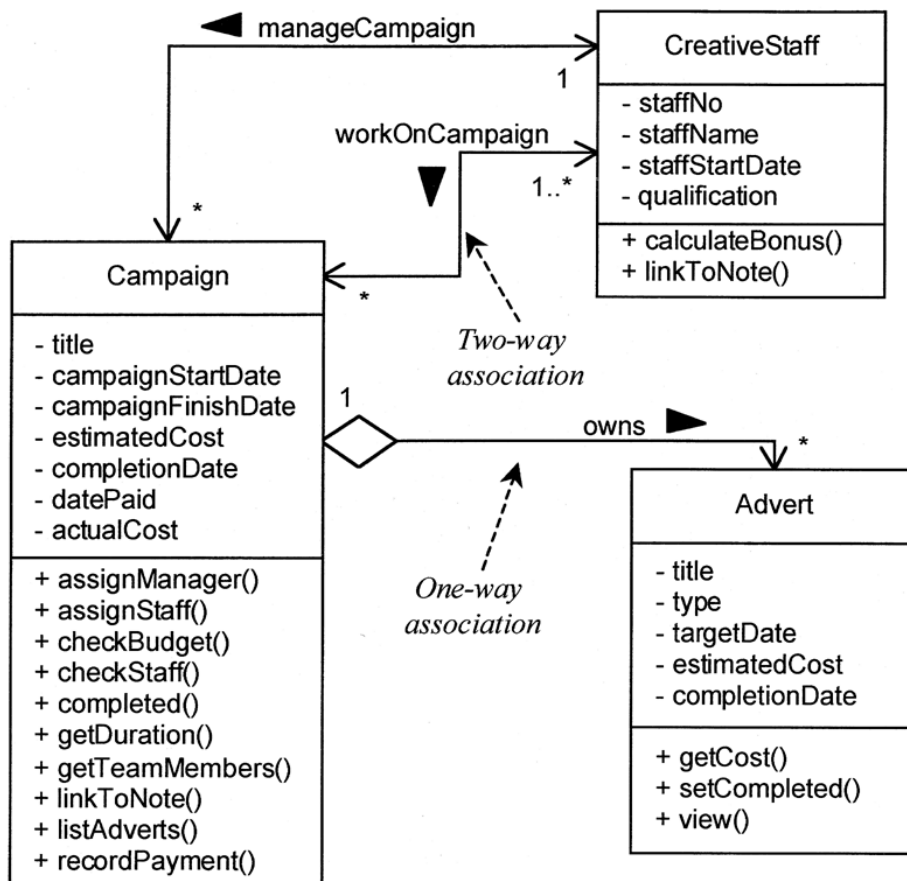 manageCampaign
1
*
CreativeStaff
- staffNo
- staffName
- staffStartDate
- qualification
+ calculateBonus()
+ linkToNote()
workOnCampaign
1..*
*
Two-way
association
Campaign
- title
- campaignStartDate
- campaignFinishDate
- estimatedCost
- completionDate
- datePaid
- actualCost
+ assignManager()
+ assignStaff()
+ checkBudget()
+ checkStaff()
+ completed()
+ getDuration()
+ getTeamMembers()
+ linkToNote()
+ listAdverts()
+ recordPayment()
1
owns
*
One-way
association
Advert
- title
- type
- targetDate
- estimatedCost
- completionDate
+ getCost()
+ setCompleted()
+ view()